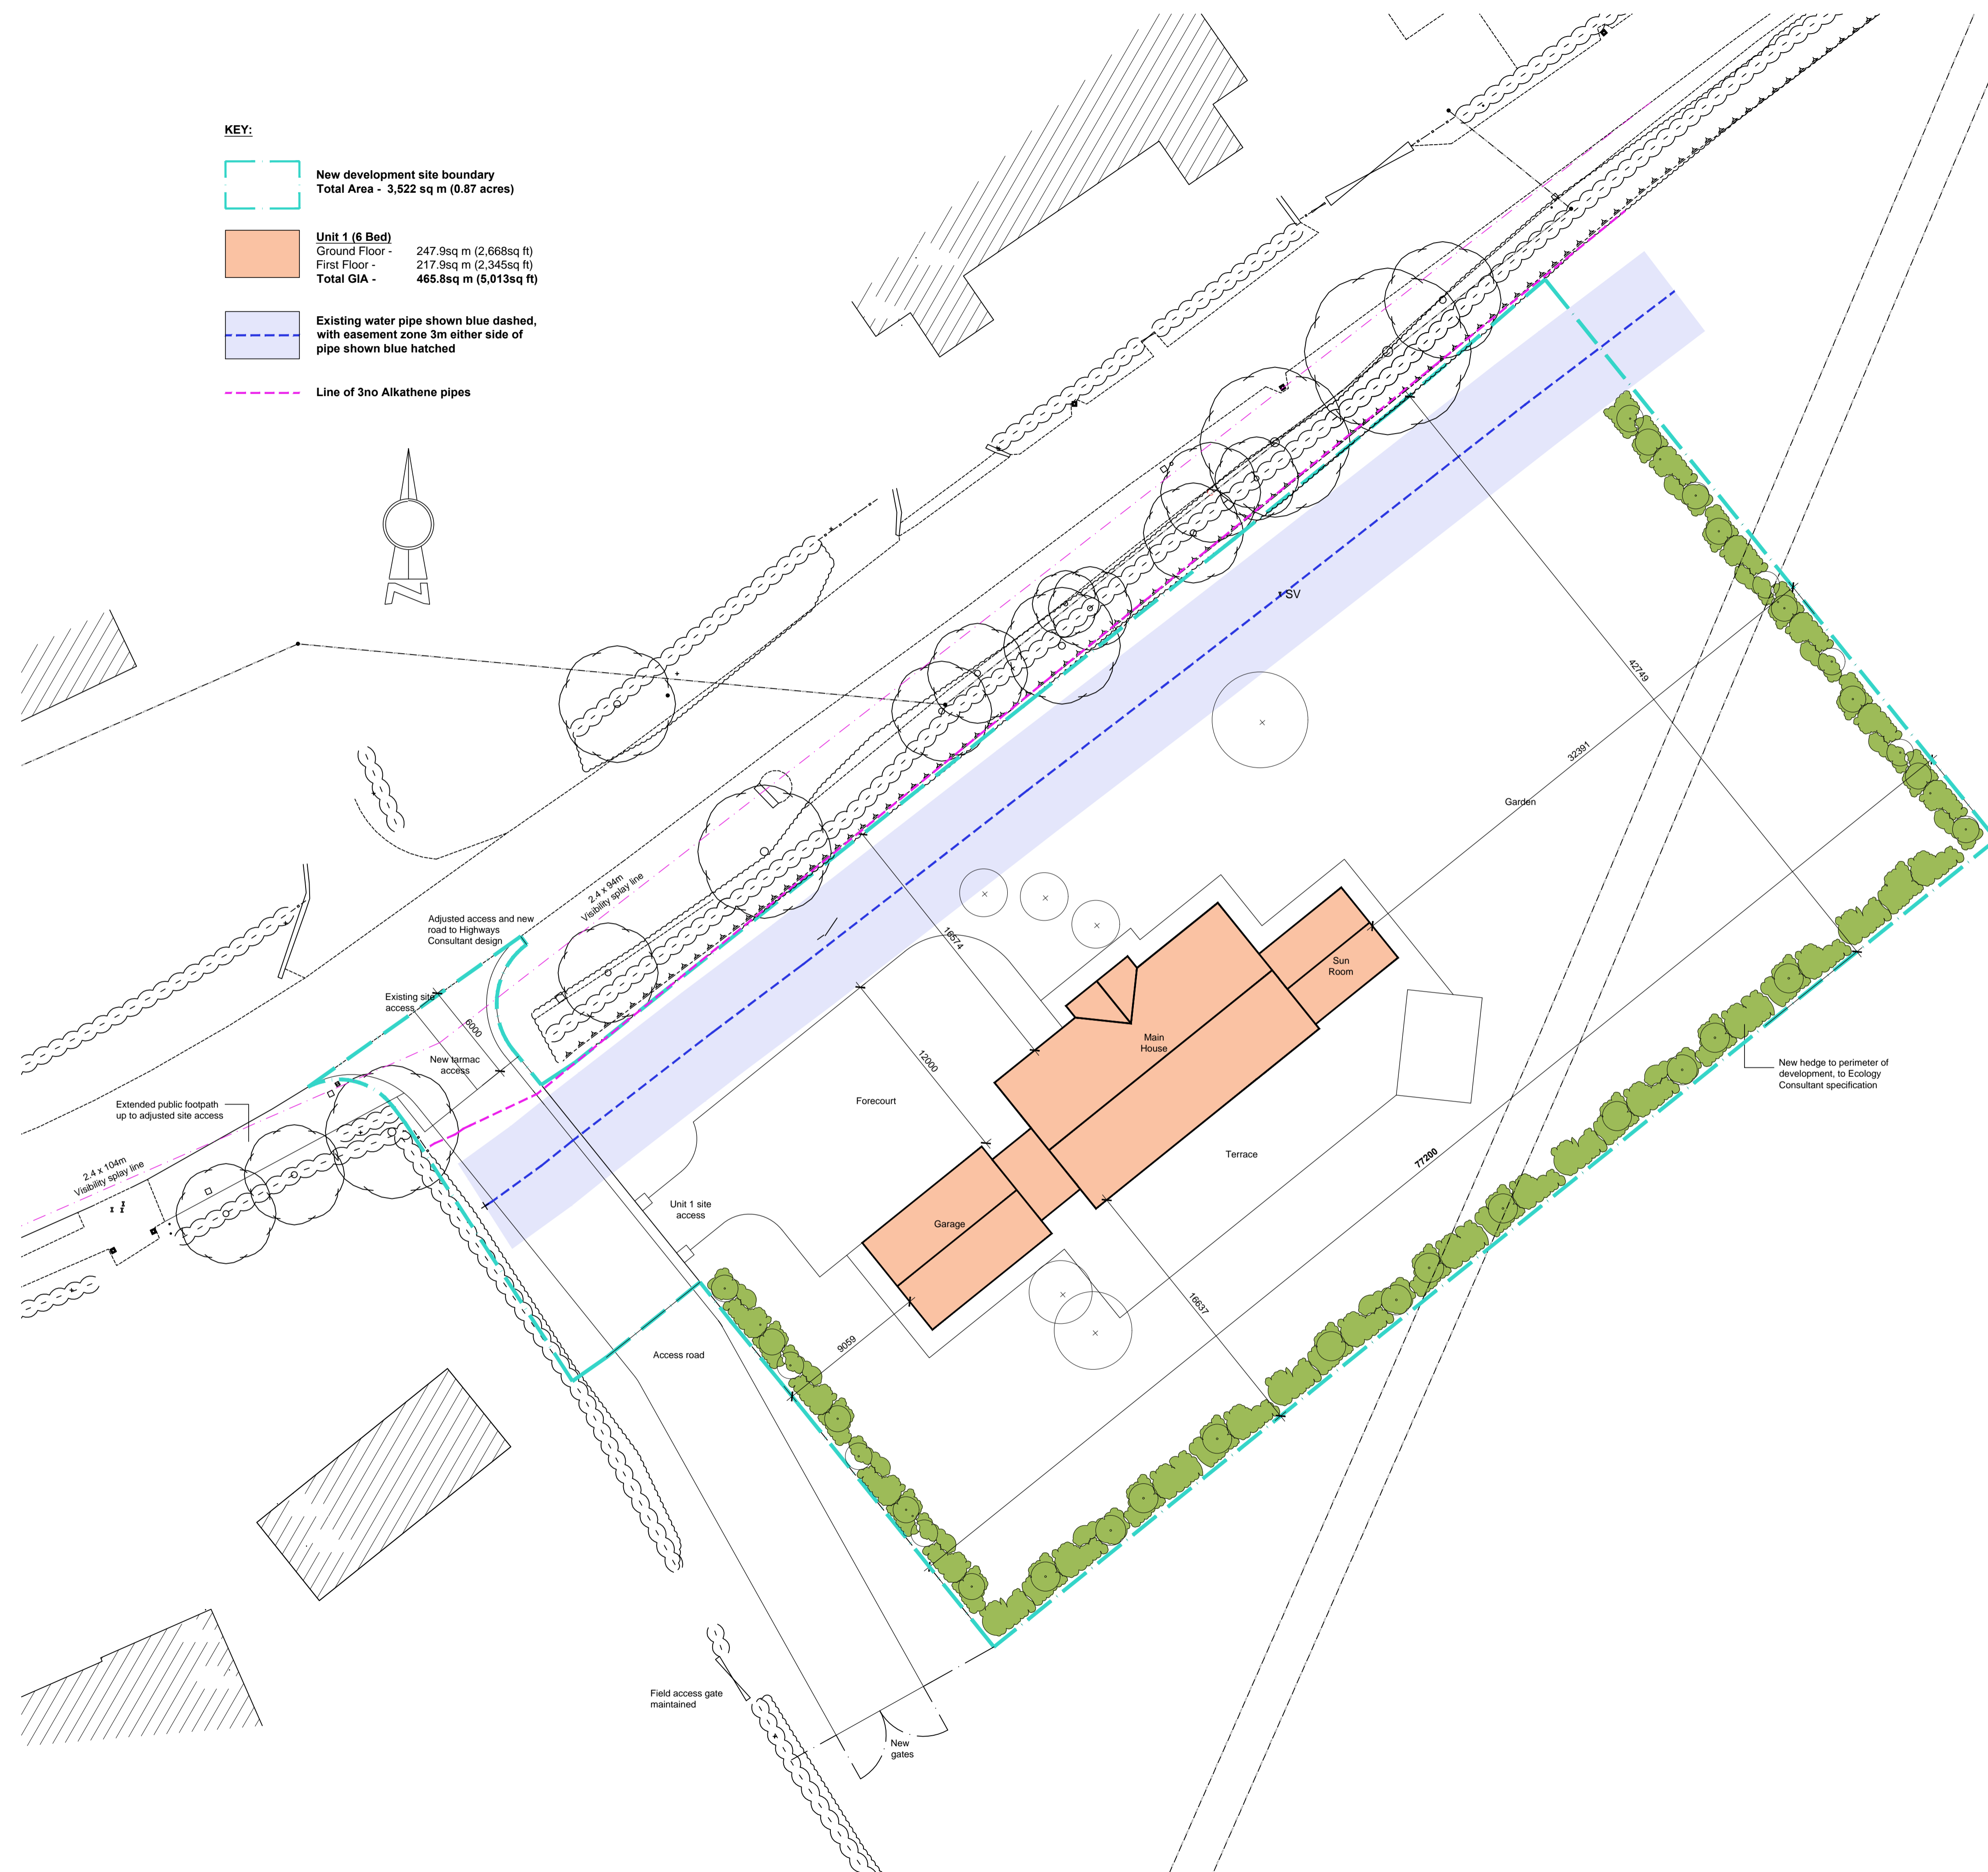 KEY:
New development site boundary
Total Area - 3,522 sq m (0.87 acres)
Unit 1 (6 Bed)
Ground Floor - 247.9sq m (2,668sq ft)
First Floor - 217.9sq m (2,345sq ft)
Total GIA - 465.8sq m (5,013sq ft)
Existing water pipe shown blue dashed,
with easement zone 3m either side of
pipe shown blue hatched
Line of 3no Alkathene pipes
N
SV
42749
32391
Garden
2.4 x 94m
Visibility splay line
Adjusted access and new
road to Highways
Consultant design
16574
Sun
Room
Existing site
access
6000
Main
House
New tarmac
access
12000
New hedge to perimeter of
development, to Ecology
Consultant specification
Extended public footpath
up to adjusted site access
Forecourt
2.4 x 104m
Visibility splay line
Terrace
77200
Unit 1 site
access
Garage
16637
9059
Access road
Field access gate
maintained
New
gates